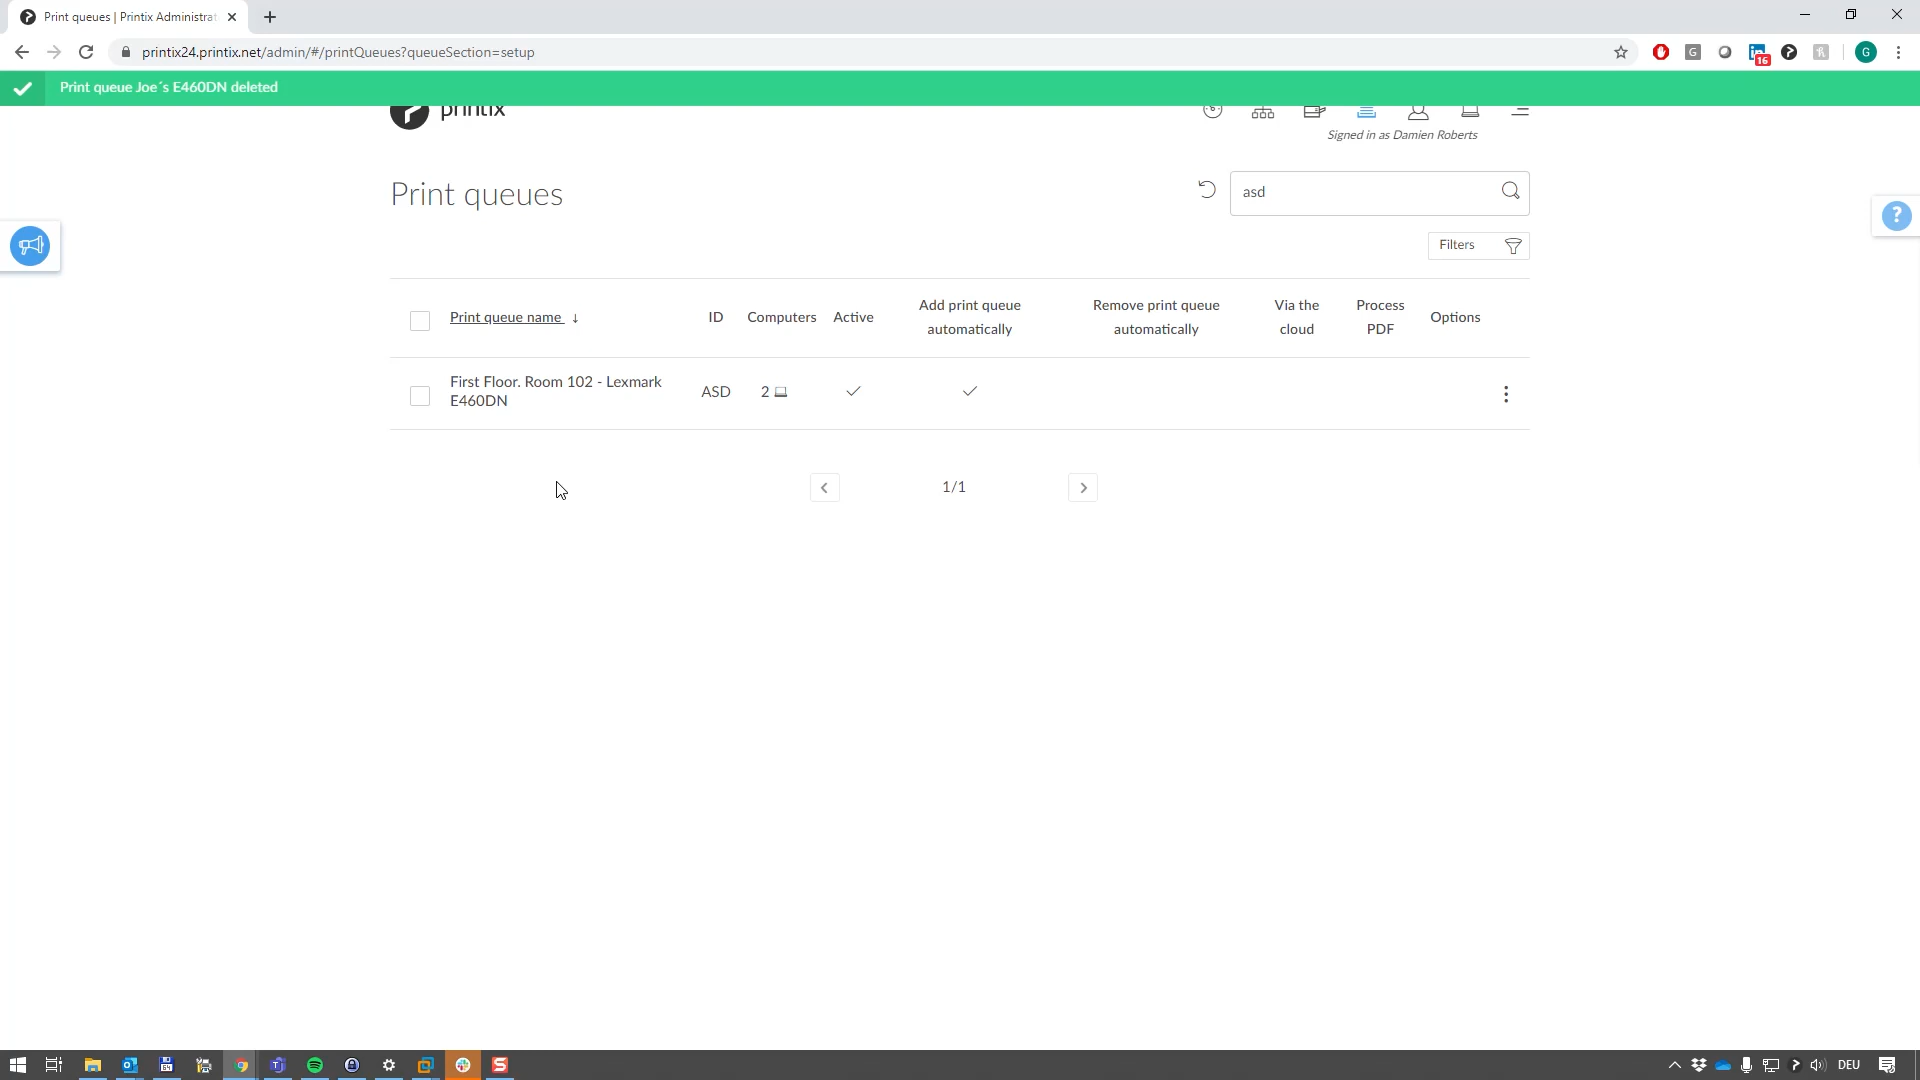 Print queues | Printix Administrat
printix24.printix.net/admin/#/printQueues?queueSection=setup
G
16
G
Print queue Joe´s E460DN deleted
printix
Signed in as Damien Roberts
Print queues
asd
?
Filters
Print queue name ↓
ID
Computers
Active
Add print queue
automatically
Remove print queue
automatically
Via the
cloud
Process
PDF
Options
First Floor. Room 102 - Lexmark
E460DN
ASD
2
1/1
DEU